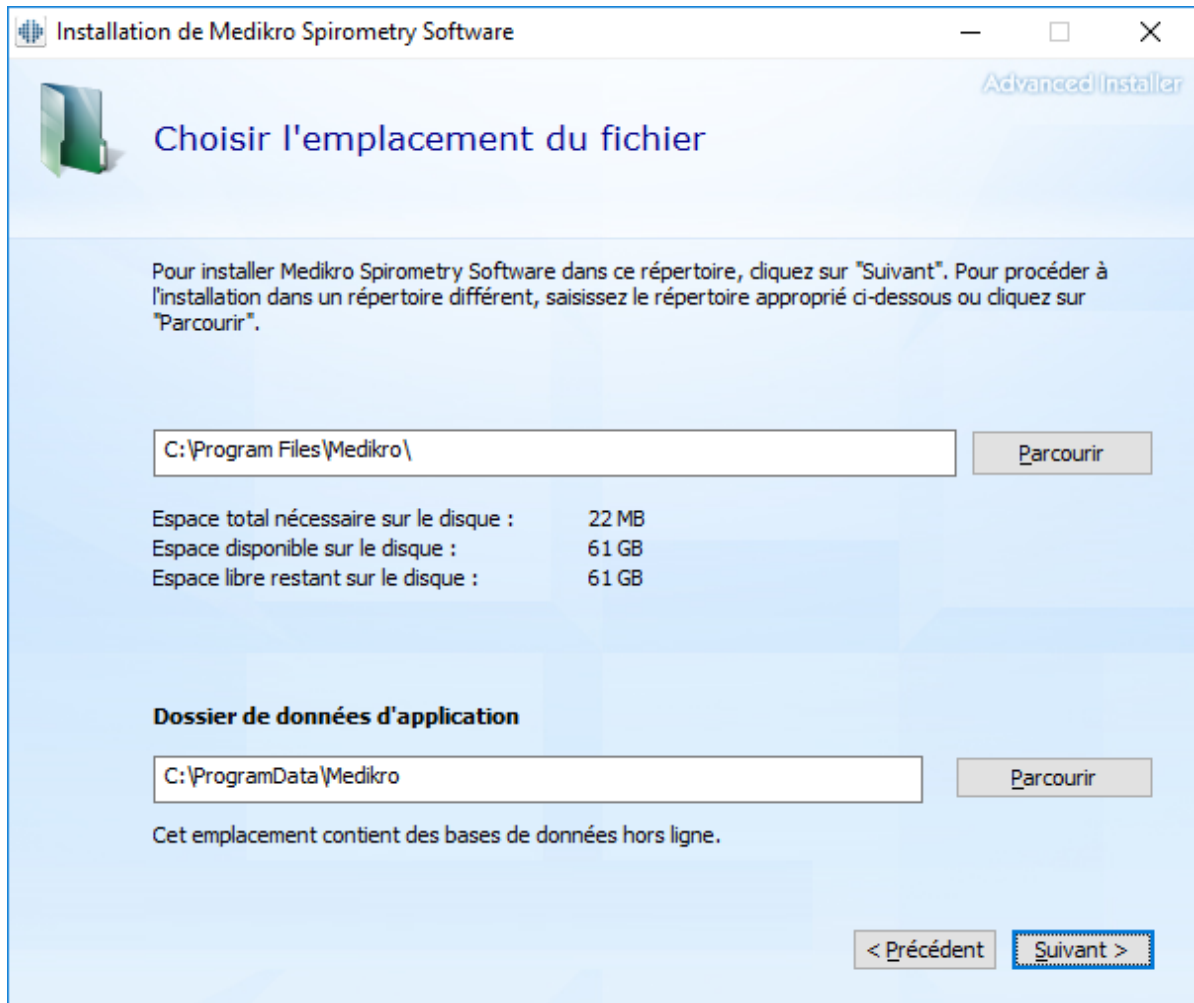 Installation de Medikro Spirometry Software
Advanced Installer
Choisir l'emplacement du fichier
Pour installer Medikro Spirometry Software dans ce répertoire, cliquez sur "Suivant". Pour procéder à
l'installation dans un répertoire différent, saisissez le répertoire approprié ci-dessous ou cliquez sur
"Parcourir".
C:\Program Files\Medikro\
Parcourir
Espace total nécessaire sur le disque : 22 MB
Espace disponible sur le disque : 61 GB
Espace libre restant sur le disque : 61 GB
Dossier de données d'application
C:\ProgramData\Medikro
Parcourir
Cet emplacement contient des bases de données hors ligne.
< Précédent
Suivant >